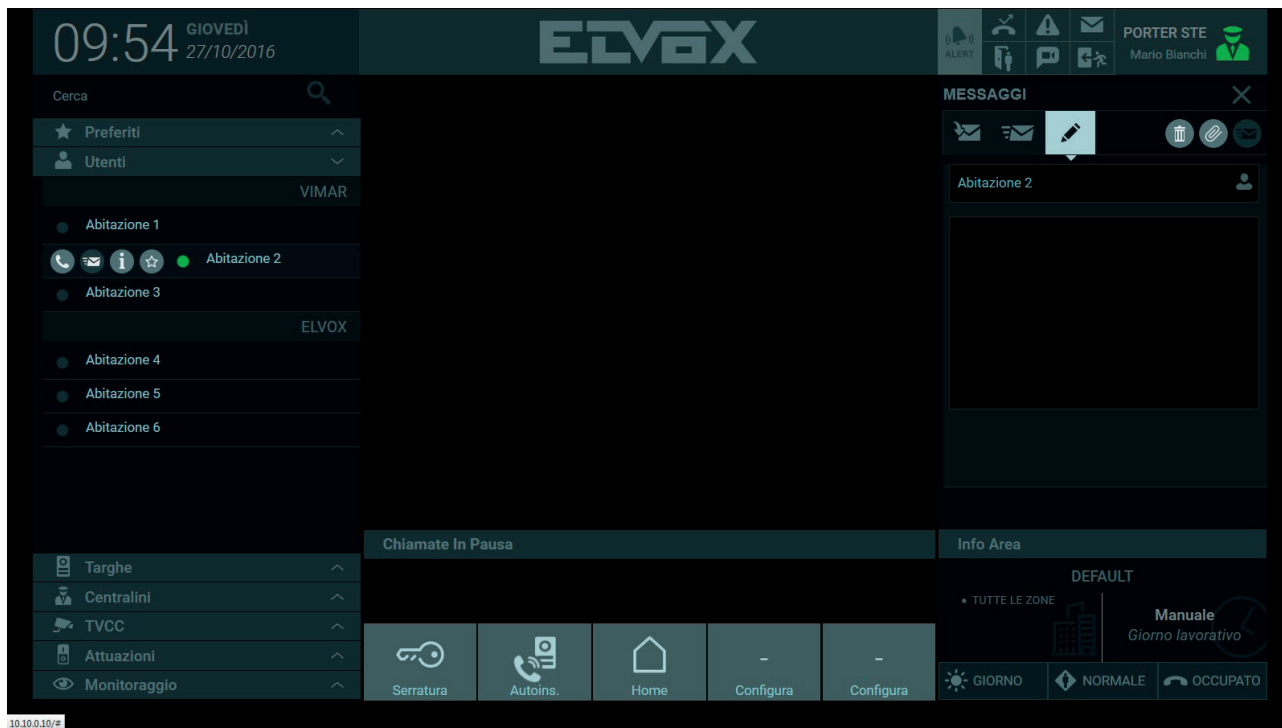 09:54 GIOVEDÌ
27/10/2016
ELVOX
ALERT
PORTER STE
Mario Bianchi
Cerca
Preferiti
Utenti
VIMAR
Abitazione 1
Abitazione 2
Abitazione 3
ELVOX
Abitazione 4
Abitazione 5
Abitazione 6
Targhe
Centralini
TVCC
Attuazioni
Monitoraggio
Chiamate In Pausa
Serratura
Autoins.
Home
-
Configura
-
Configura
MESSAGGI
Abitazione 2
Info Area
DEFAULT
• TUTTE LE ZONE
Manuale
Giorno lavorativo
GIORNO
NORMALE
OCCUPATO
10.10.0.10/#